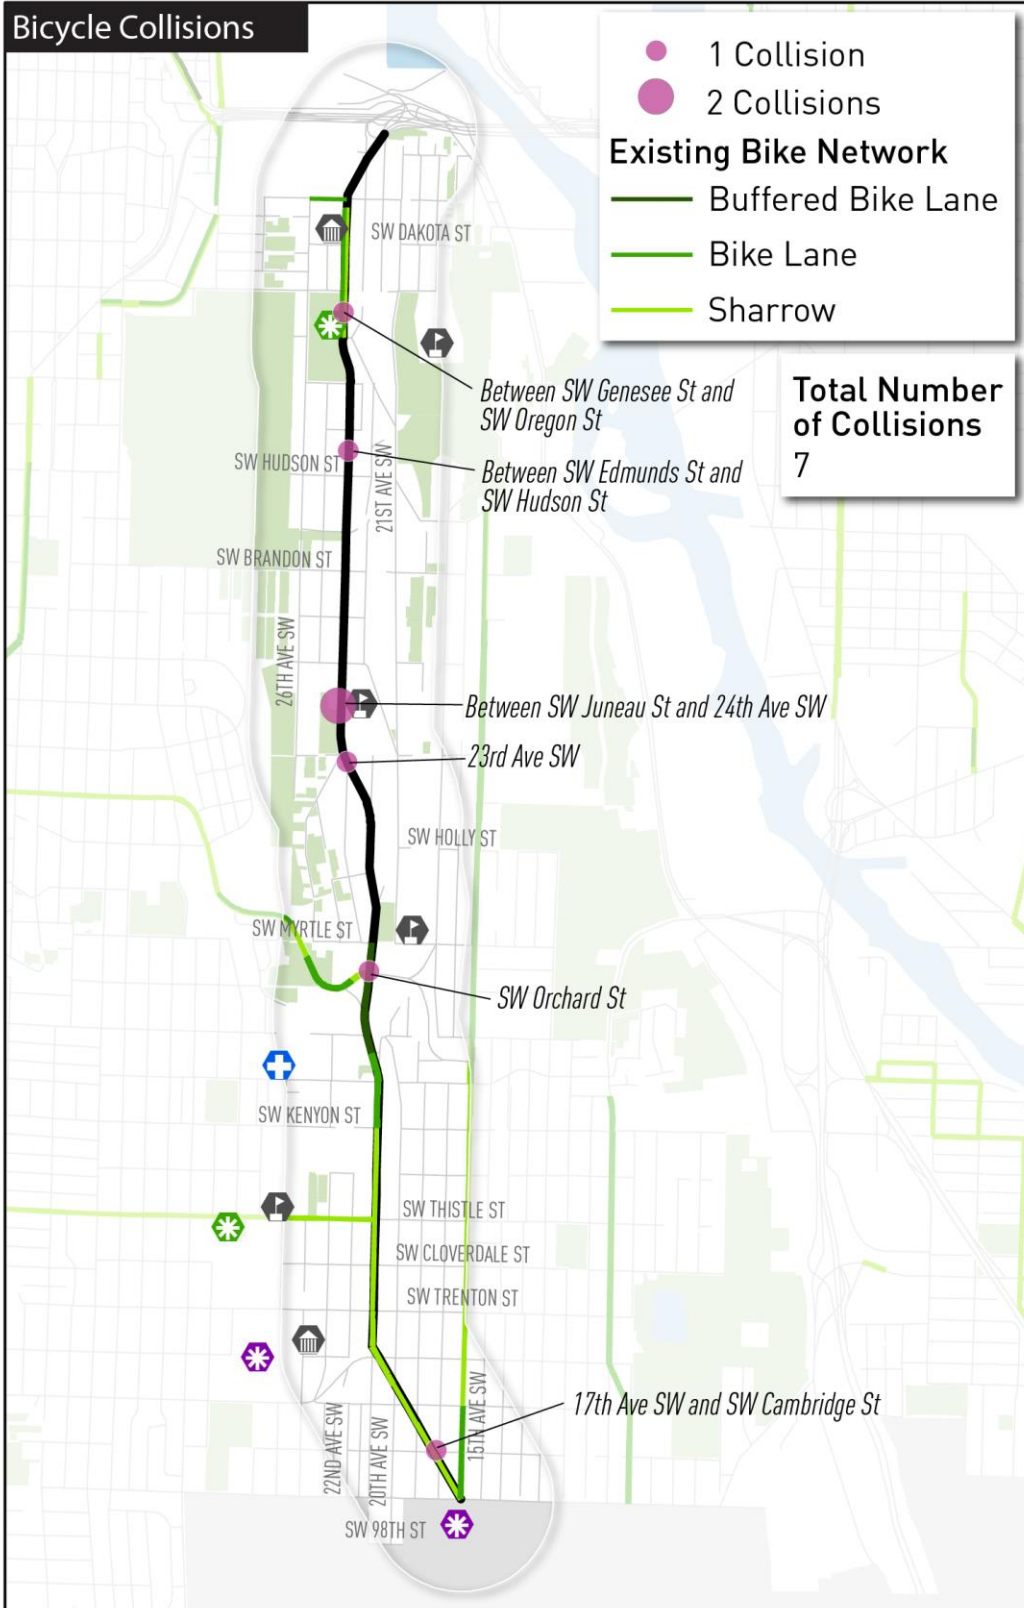 Bicycle Collisions
1 Collision
2 Collisions
Existing Bike Network
Buffered Bike Lane
Bike Lane
Sharrow
Total Number
of Collisions
7
SW DAKOTA ST
Between SW Genesee St and
SW Oregon St
SW HUDSON ST
21ST AVE SW
Between SW Edmunds St and
SW Hudson St
SW BRANDON ST
26TH AVE SW
Between SW Juneau St and 24th Ave SW
23rd Ave SW
SW HOLLY ST
SW MYRTLE ST
SW Orchard St
SW KENYON ST
SW THISTLE ST
SW CLOVERDALE ST
SW TRENTON ST
17th Ave SW and SW Cambridge St
15TH AVE SW
22ND AVE SW
20TH AVE SW
SW 98TH ST